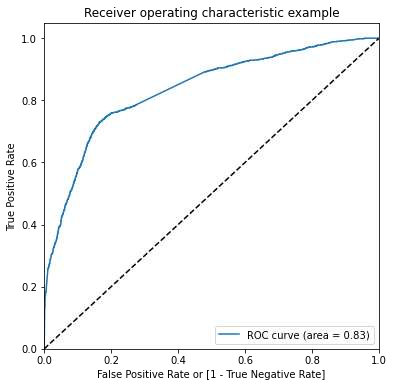 Receiver operating characteristic example
1.0
0.8
0.6
0.4
0.2
0.0
True Positive Rate
ROC curve (area = 0.83)
0.0 0.2 0.4 0.6 0.8 1.0
False Positive Rate or [1 - True Negative Rate]